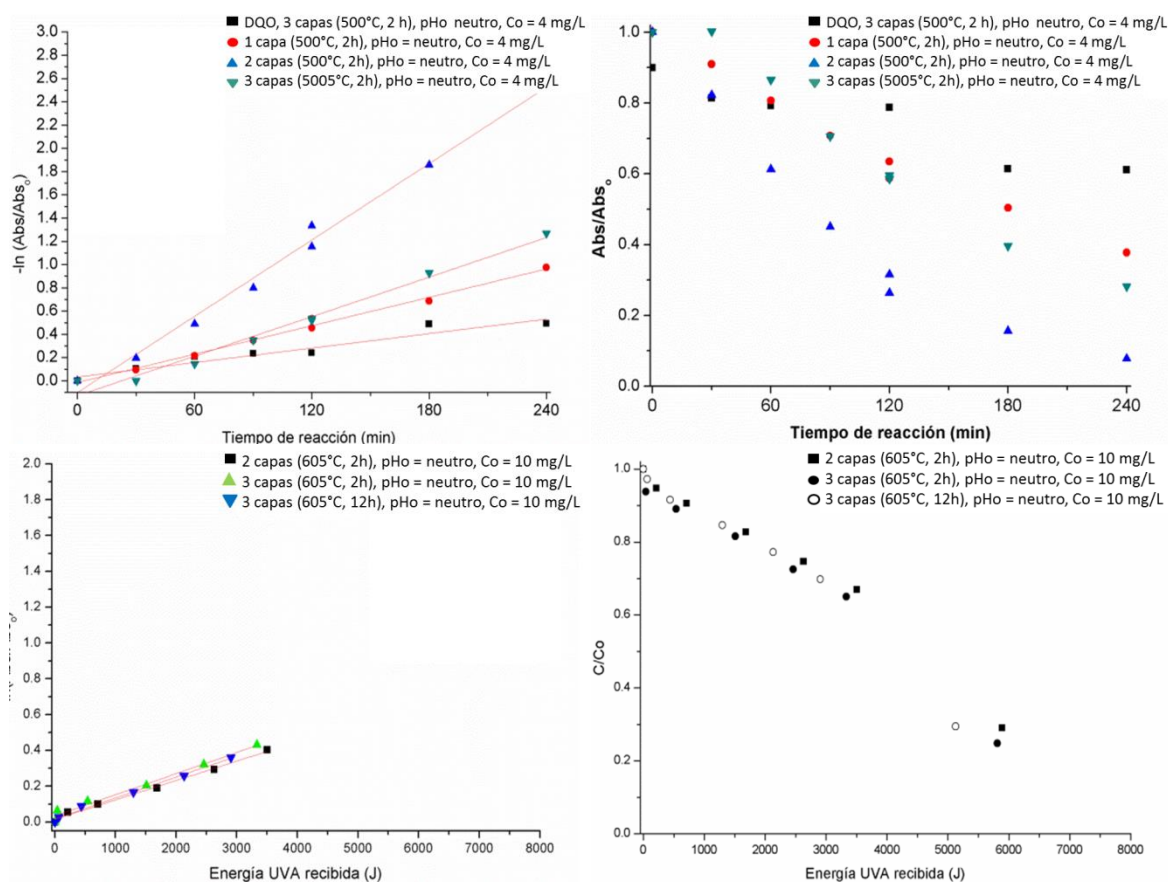 DQO, 3 capas (500°C, 2 h), pHo neutro, Co = 4 mg/L
1 capa (500°C, 2h), pHo = neutro, Co = 4 mg/L
2 capas (500°C, 2h), pHo = neutro, Co = 4 mg/L
3 capas (5005°C, 2h), pHo = neutro, Co = 4 mg/L
-3.0
2.8
2.6
2.4
2.2
2.0
1.8
1.6
1.4
1.2
1.0
0.8
0.6
0.4
0.2
0.0
-ln (Abs/Absₒ)
0 60 120 180 240
Tiempo de reacción (min)
DQO, 3 capas (500°C, 2 h), pHo neutro, Co = 4 mg/L
1 capa (500°C, 2h), pHo = neutro, Co = 4 mg/L
2 capas (500°C, 2h), pHo = neutro, Co = 4 mg/L
3 capas (5005°C, 2h), pHo = neutro, Co = 4 mg/L
1.0
0.8
0.6
0.4
0.2
0.0
Abs/Absₒ
0 60 120 180 240
Tiempo de reacción (min)
2 capas (605°C, 2h), pHo = neutro, Co = 10 mg/L
3 capas (605°C, 2h), pHo = neutro, Co = 10 mg/L
3 capas (605°C, 12h), pHo = neutro, Co = 10 mg/L
2.0
1.8
1.6
1.4
1.2
1.0
0.8
0.6
0.4
0.2
0.0
0 1000 2000 3000 4000 5000 6000 7000 8000
Energía UVA recibida (J)
2 capas (605°C, 2h), pHo = neutro, Co = 10 mg/L
3 capas (605°C, 2h), pHo = neutro, Co = 10 mg/L
3 capas (605°C, 12h), pHo = neutro, Co = 10 mg/L
1.0
0.8
0.6
0.4
0.2
0.0
C/Co
0 1000 2000 3000 4000 5000 6000 7000 8000
Energía UVA recibida (J)